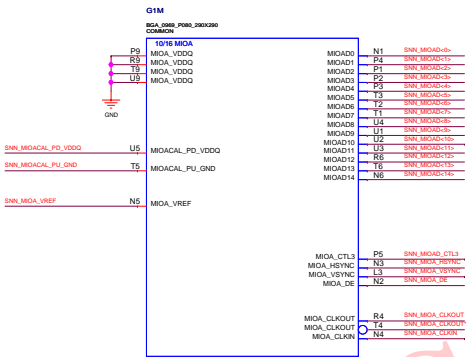 G1M
BGA_0969_P080_290X290
COMMON
10/16 MIOA
P9 MIOA_VDDQ
R9 MIOA_VDDQ
T9 MIOA_VDDQ
U9 MIOA_VDDQ
GND
SNN_MIOACAL_PD_VDDQ U5 MIOACAL_PD_VDDQ
SNN_MIOACAL_PU_GND T5 MIOACAL_PU_GND
SNN_MIOA_VREF N5 MIOA_VREF
MIOAD0 N1 SNN_MIOAD<0>
MIOAD1 P4 SNN_MIOAD<1>
MIOAD2 P1 SNN_MIOAD<2>
MIOAD3 P2 SNN_MIOAD<3>
MIOAD4 P3 SNN_MIOAD<4>
MIOAD5 T3 SNN_MIOAD<5>
MIOAD6 T2 SNN_MIOAD<6>
MIOAD7 T1 SNN_MIOAD<7>
MIOAD8 U4 SNN_MIOAD<8>
MIOAD9 U1 SNN_MIOAD<9>
MIOAD10 U2 SNN_MIOAD<10>
MIOAD11 U3 SNN_MIOAD<11>
MIOAD12 R6 SNN_MIOAD<12>
MIOAD13 T6 SNN_MIOAD<13>
MIOAD14 N6 SNN_MIOAD<14>
MIOA_CTL3 P5 SNN_MIOAD_CTL3
MIOA_HSYNC N3 SNN_MIOA_HSYNC
MIOA_VSYNC L3 SNN_MIOA_VSYNC
MIOA_DE N2 SNN_MIOA_DE
MIOA_CLKOUT R4 SNN_MIOA_CLKOUT
MIOA_CLKOUT T4 SNN_MIOA_CLKOUT
MIOA_CLKIN N4 SNN_MIOA_CLKIN